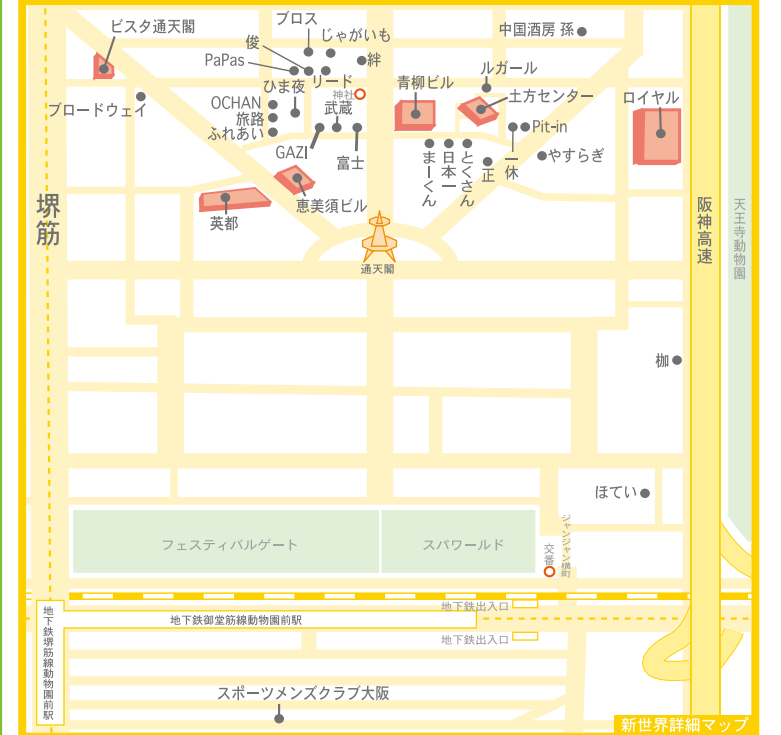 ブロス
ビスタ通天閣
じゃがいも
中国酒房 孫
俊
絆
PaPas
リード
ルガール
ひま夜
青柳ビル
神社
土方センター
ロイヤル
ブロードウェイ
OCHAN
武蔵
旅路
ふれあい
Pit-in
GAZI
富士
まーくん
日本一
とくさん
正
一休
やすらぎ
恵美須ビル
英都
堺筋
阪神高速
天王寺動物園
通天閣
枷
ほてい
フェスティバルゲート
スパワールド
交番
ジャンジャン横町
地下鉄出入口
地下鉄御堂筋線動物園前駅
地下鉄堺筋線動物園前駅
地下鉄出入口
スポーツメンズクラブ大阪
新世界詳細マップ